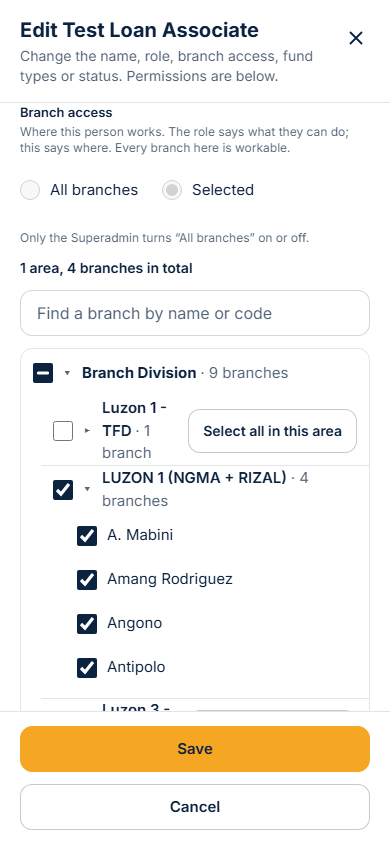 Edit Test Loan Associate
Change the name, role, branch access, fund
types or status. Permissions are below.
Branch access
Where this person works. The role says what they can do;
this says where. Every branch here is workable.
All branches
Selected
Only the Superadmin turns “All branches” on or off.
1 area, 4 branches in total
Find a branch by name or code
Branch Division · 9 branches
Luzon 1 -
TFD · 1
branch
Select all in this area
LUZON 1 (NGMA + RIZAL) · 4
branches
A. Mabini
Amang Rodriguez
Angono
Antipolo
Luzon 3 -
Save
Cancel